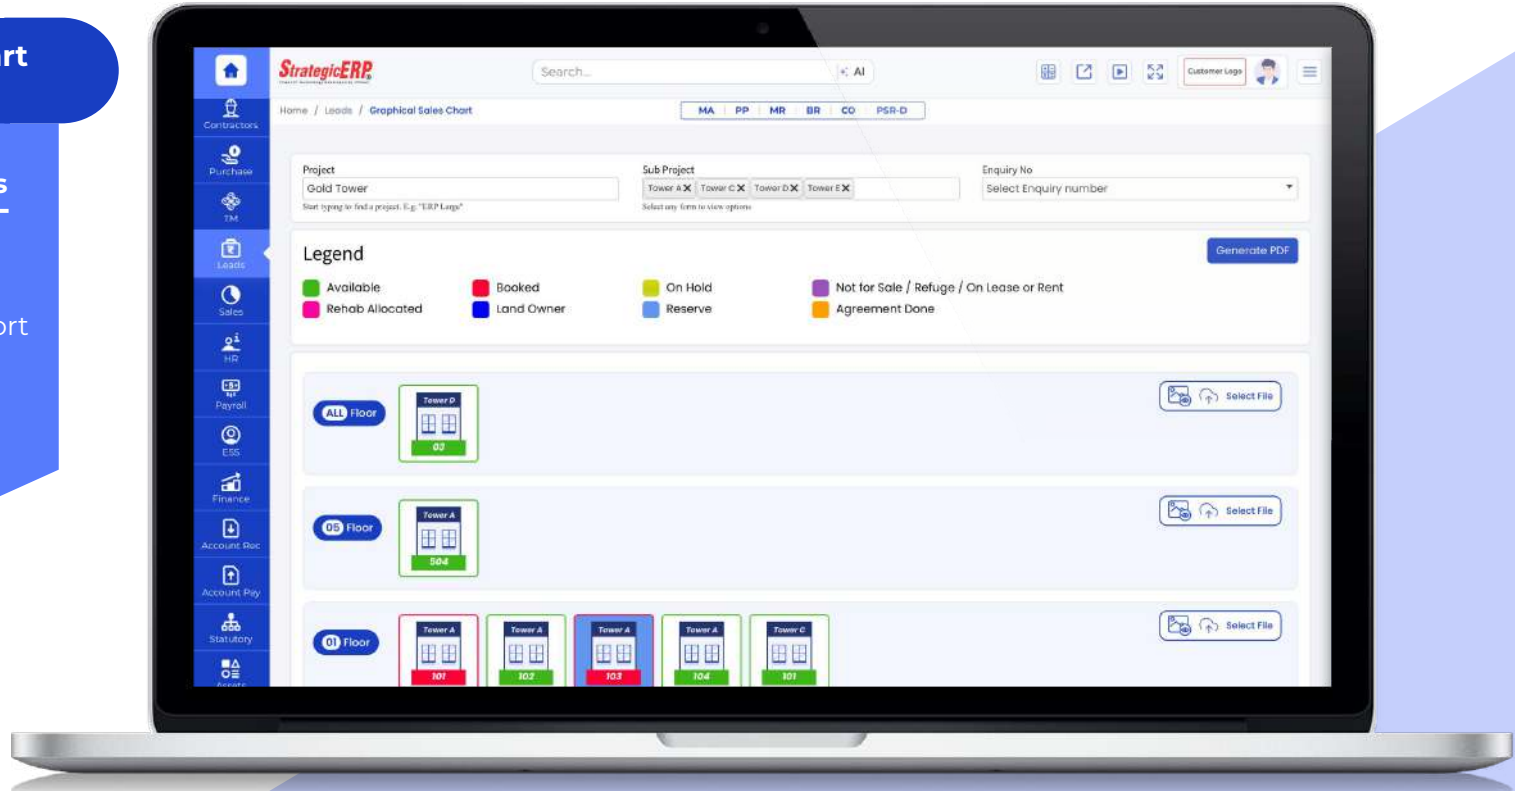 rt
s
ort
StrategicERP
Search...
AI
Customer Logo
Home / Leads / Graphical Sales Chart
MA PP MR BR CO PSR-D
Contractors
Purchase
TM
Leads
Sales
HR
Payroll
ESS
Finance
Account Rec
Account Pay
Statutory
Assets
Project
Sub Project
Enquiry No
Gold Tower
Tower A X Tower C X Tower D X Tower E X
Select Enquiry number
Start typing to find a project. E.g. "ERP Large"
Select any form to view options
Legend
Generate PDF
Available
Booked
On Hold
Not for Sale / Refuge / On Lease or Rent
Rehab Allocated
Land Owner
Reserve
Agreement Done
ALL Floor
Tower D
03
Select File
05 Floor
Tower A
504
Select File
01 Floor
Tower A
101
Tower A
102
Tower A
103
Tower A
104
Tower C
101
Select File